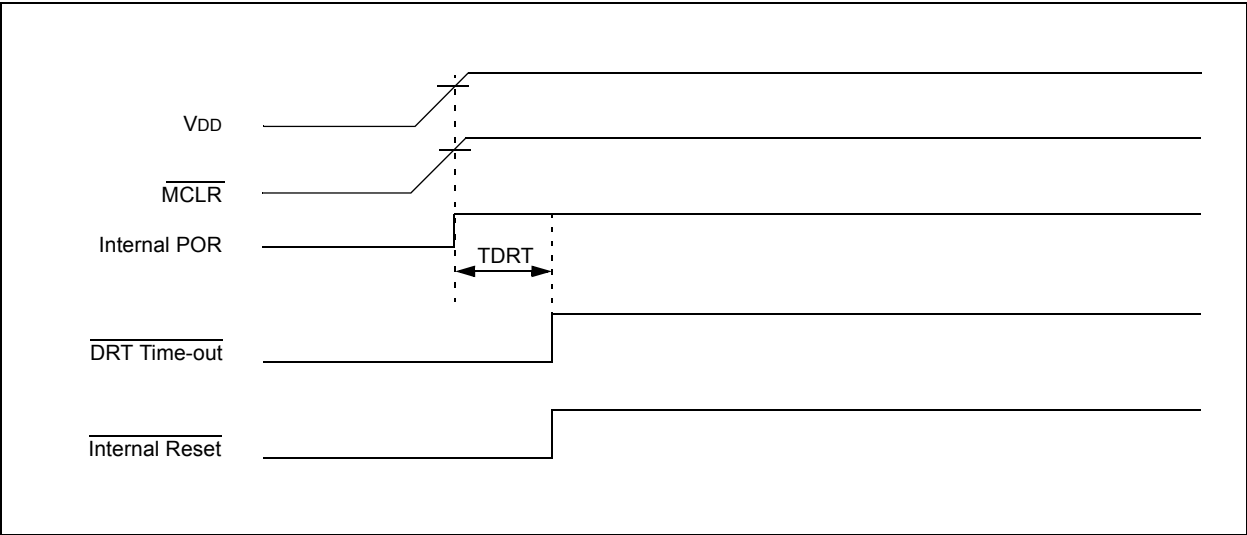 VDD
MCLR
Internal POR
TDRT
DRT Time-out
Internal Reset